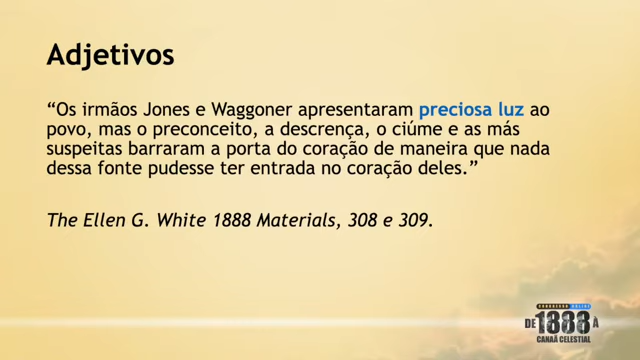 Adjetivos
“Os irmãos Jones e Waggoner apresentaram preciosa luz ao
povo, mas o preconceito, a descrença, o ciúme e as más
suspeitas barraram a porta do coração de maneira que nada
dessa fonte pudesse ter entrada no coração deles.”
The Ellen G. White 1888 Materials, 308 e 309.
CONGRESSO ONLINE
DE 1888 À
CANAÃ CELESTIAL